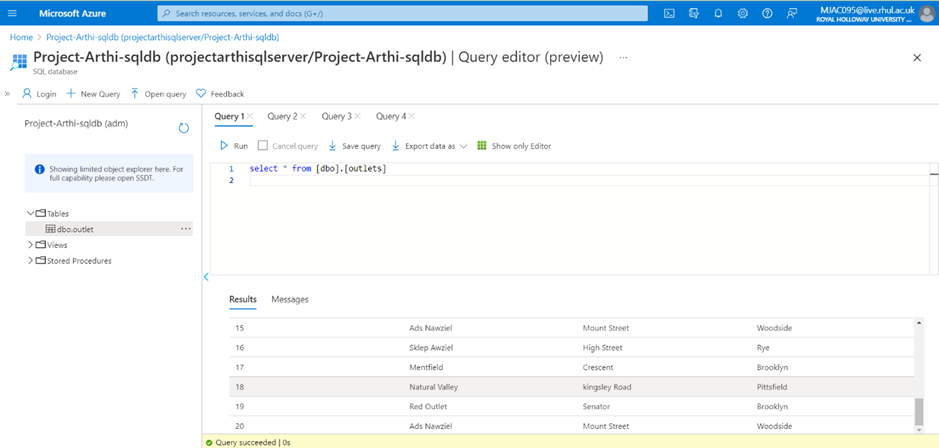 Microsoft Azure
Search resources, services, and docs (G+/)
MJAC095@live.rhul.ac.uk
ROYAL HOLLOWAY UNIVERSITY ...
Home > Project-Arthi-sqldb (projectarthisqlserver/Project-Arthi-sqldb)
Project-Arthi-sqldb (projectarthisqlserver/Project-Arthi-sqldb) | Query editor (preview) ...
SQL database
Login New Query Open query Feedback
Project-Arthi-sqldb (adm)
Showing limited object explorer here. For
full capability please open SSDT.
Tables
dbo.outlet ...
Views
Stored Procedures
Query 1 Query 2 Query 3 Query 4
Run Cancel query Save query Export data as Show only Editor
1 select * from [dbo].[outlets]
2
Results Messages
15 Ads Nawziel Mount Street Woodside
16 Sklep Awziel High Street Rye
17 Mentfield Crescent Brooklyn
18 Natural Valley kingsley Road Pittsfield
19 Red Outlet Senator Brooklyn
20 Ads Nawziel Mount Street Woodside
Query succeeded | 0s